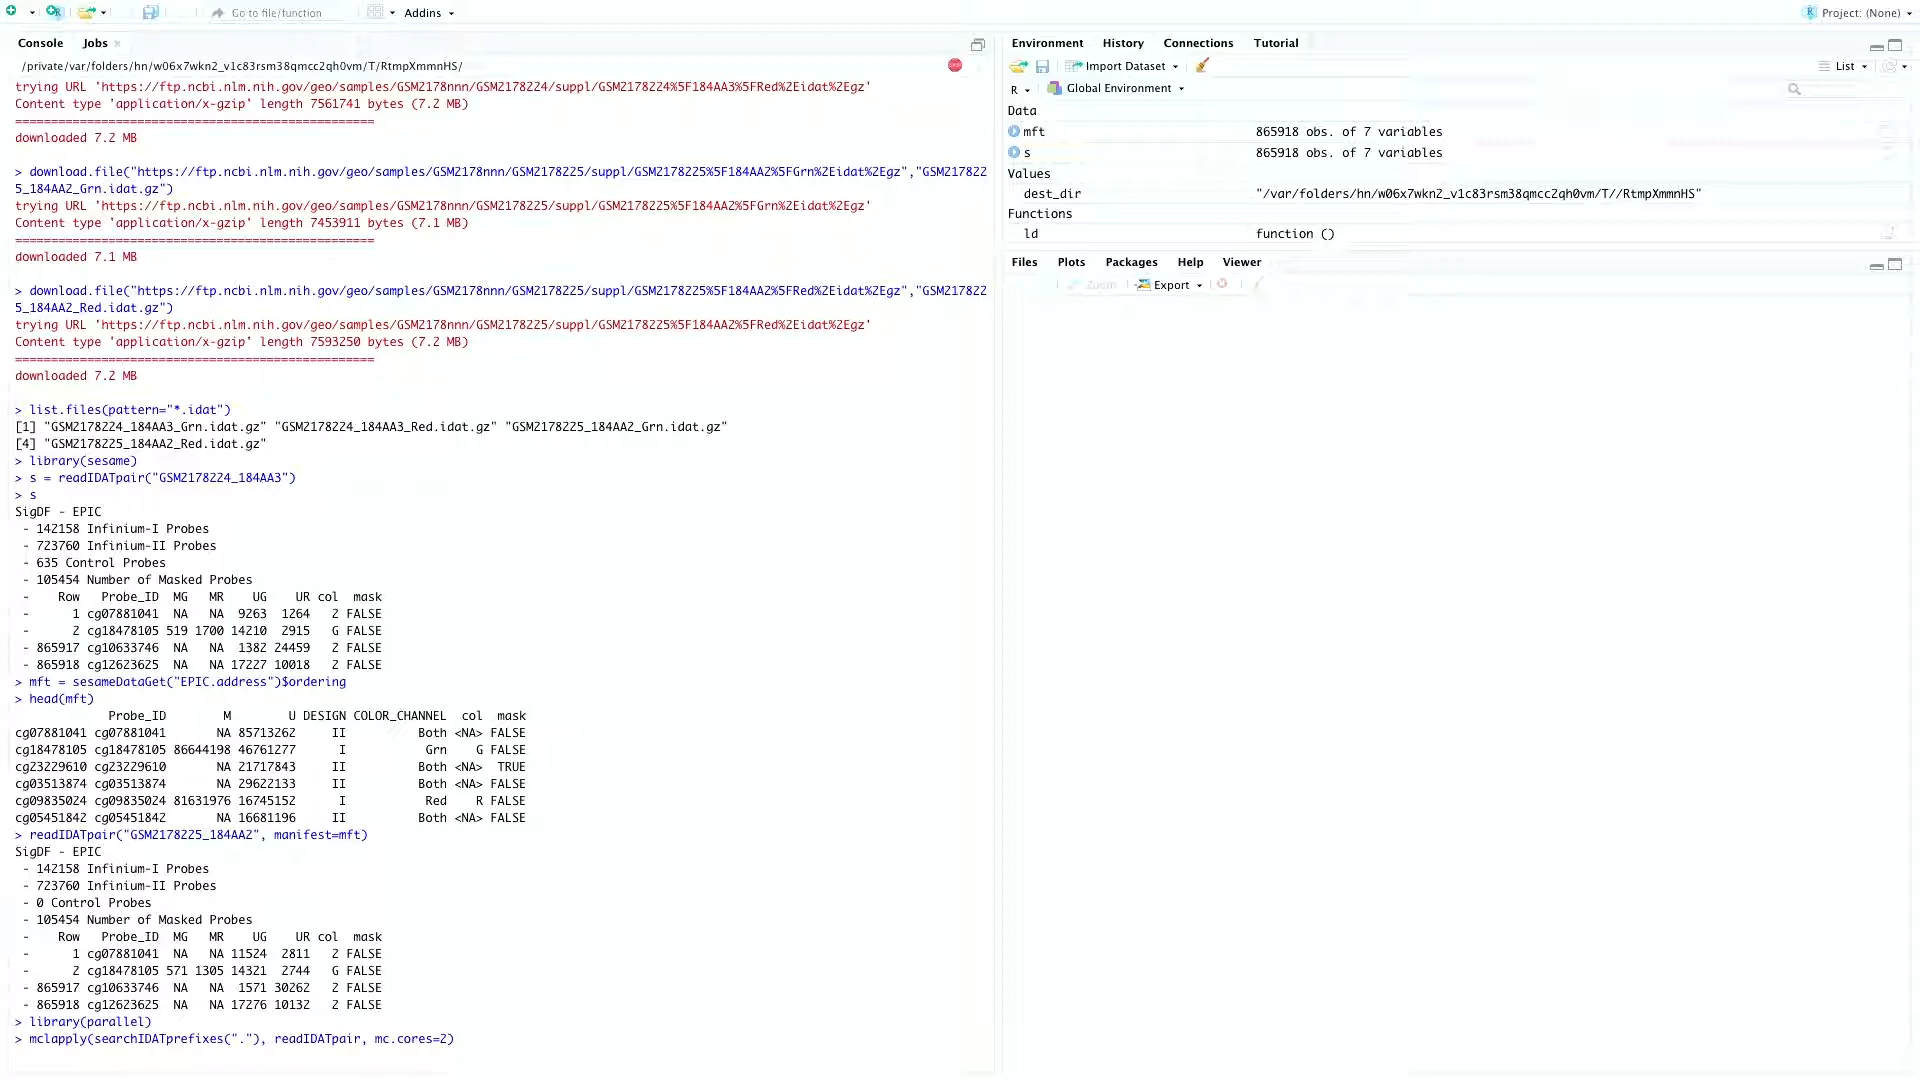 Go to file/function
Addins
Project: (None)
Console Jobs
/private/var/folders/hn/w06x7wkn2_v1c83rsm38qmcc2qh0vm/T/RtmpXmmnHS/
trying URL 'https://ftp.ncbi.nlm.nih.gov/geo/samples/GSM2178nnn/GSM2178224/suppl/GSM2178224%5F184AA3%5FRed%2Eidat%2Egz'
Content type 'application/x-gzip' length 7561741 bytes (7.2 MB)
==================================================
downloaded 7.2 MB
> download.file("https://ftp.ncbi.nlm.nih.gov/geo/samples/GSM2178nnn/GSM2178225/suppl/GSM2178225%5F184AA2%5FGrn%2Eidat%2Egz","GSM217822
5_184AA2_Grn.idat.gz")
trying URL 'https://ftp.ncbi.nlm.nih.gov/geo/samples/GSM2178nnn/GSM2178225/suppl/GSM2178225%5F184AA2%5FGrn%2Eidat%2Egz'
Content type 'application/x-gzip' length 7453911 bytes (7.1 MB)
==================================================
downloaded 7.1 MB
> download.file("https://ftp.ncbi.nlm.nih.gov/geo/samples/GSM2178nnn/GSM2178225/suppl/GSM2178225%5F184AA2%5FRed%2Eidat%2Egz","GSM217822
5_184AA2_Red.idat.gz")
trying URL 'https://ftp.ncbi.nlm.nih.gov/geo/samples/GSM2178nnn/GSM2178225/suppl/GSM2178225%5F184AA2%5FRed%2Eidat%2Egz'
Content type 'application/x-gzip' length 7593250 bytes (7.2 MB)
==================================================
downloaded 7.2 MB
> list.files(pattern="*.idat")
[1] "GSM2178224_184AA3_Grn.idat.gz" "GSM2178224_184AA3_Red.idat.gz" "GSM2178225_184AA2_Grn.idat.gz"
[4] "GSM2178225_184AA2_Red.idat.gz"
> library(sesame)
> s = readIDATpair("GSM2178224_184AA3")
> s
SigDF - EPIC
- 142158 Infinium-I Probes
- 723760 Infinium-II Probes
- 635 Control Probes
- 105454 Number of Masked Probes
- Row Probe_ID MG MR UG UR col mask
- 1 cg07881041 NA NA 9263 1264 2 FALSE
- 2 cg18478105 519 1700 14210 2915 G FALSE
- 865917 cg10633746 NA NA 1382 24459 2 FALSE
- 865918 cg12623625 NA NA 17227 10018 2 FALSE
> mft = sesameDataGet("EPIC.address")$ordering
> head(mft)
Probe_ID M U DESIGN COLOR_CHANNEL col mask
cg07881041 cg07881041 NA 85713262 II Both <NA> FALSE
cg18478105 cg18478105 86644198 46761277 I Grn G FALSE
cg23229610 cg23229610 NA 21717843 II Both <NA> TRUE
cg03513874 cg03513874 NA 29622133 II Both <NA> FALSE
cg09835024 cg09835024 81631976 16745152 I Red R FALSE
cg05451842 cg05451842 NA 16681196 II Both <NA> FALSE
> readIDATpair("GSM2178225_184AA2", manifest=mft)
SigDF - EPIC
- 142158 Infinium-I Probes
- 723760 Infinium-II Probes
- 0 Control Probes
- 105454 Number of Masked Probes
- Row Probe_ID MG MR UG UR col mask
- 1 cg07881041 NA NA 11524 2811 2 FALSE
- 2 cg18478105 571 1305 14321 2744 G FALSE
- 865917 cg10633746 NA NA 1571 30262 2 FALSE
- 865918 cg12623625 NA NA 17276 10132 2 FALSE
> library(parallel)
> mclapply(searchIDATprefixes("."), readIDATpair, mc.cores=2)
Environment History Connections Tutorial
Import Dataset
List
R Global Environment
Data
mft 865918 obs. of 7 variables
s 865918 obs. of 7 variables
Values
dest_dir "/var/folders/hn/w06x7wkn2_v1c83rsm38qmcc2qh0vm/T//RtmpXmmnHS"
Functions
ld function ()
Files Plots Packages Help Viewer
Zoom Export